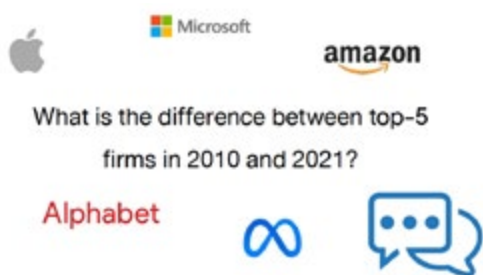 Microsoft
amazon
What is the difference between top-5
firms in 2010 and 2021?
Alphabet